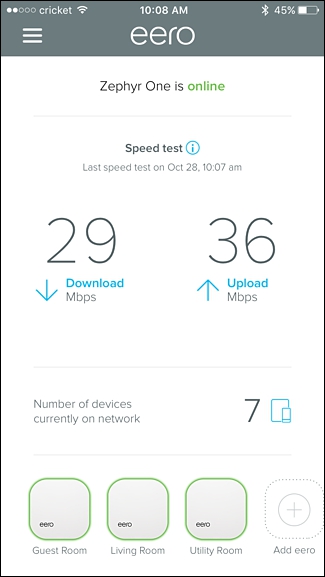 cricket 10:08 AM 45%
eero
Zephyr One is online
Speed test
Last speed test on Oct 28, 10:07 am
29 36
Download Upload
Mbps Mbps
Number of devices
currently on network 7
eero eero eero
Guest Room Living Room Utility Room Add eero